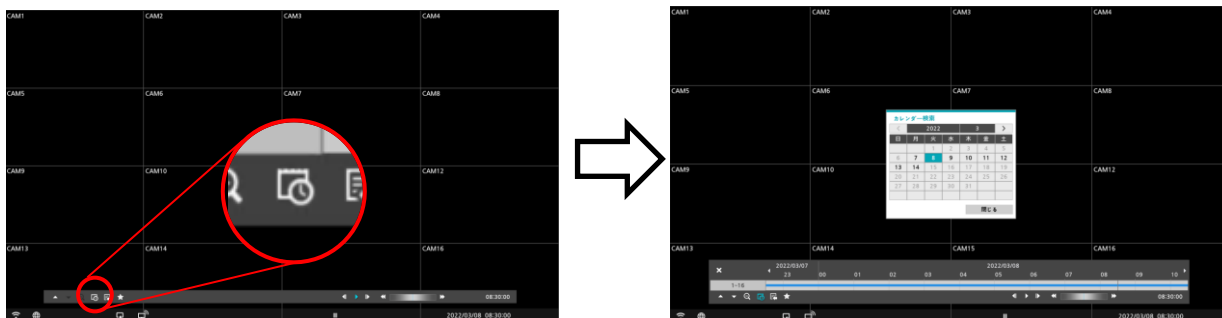 CAM1 CAM2 CAM3 CAM4
CAM5 CAM6 CAM7 CAM8
CAM9 CAM10 CAM12
CAM13 CAM14 CAM16
08:30:00
2022/03/08 08:30:00
CAM1 CAM2 CAM3 CAM4
CAM5 CAM6 CAM7 CAM8
カレンダー検索
2022 3
日 月 火 水 木 金 土
1 2 3 4 5
6 7 8 9 10 11 12
13 14 15 16 17 18 19
20 21 22 23 24 25 26
27 28 29 30 31
閉じる
CAM9 CAM10 CAM12
CAM13 CAM14 CAM15 CAM16
2022/03/07 2022/03/08
23 00 01 02 03 04 05 06 07 08 09 10
1-16
08:30:00
2022/03/08 08:30:00